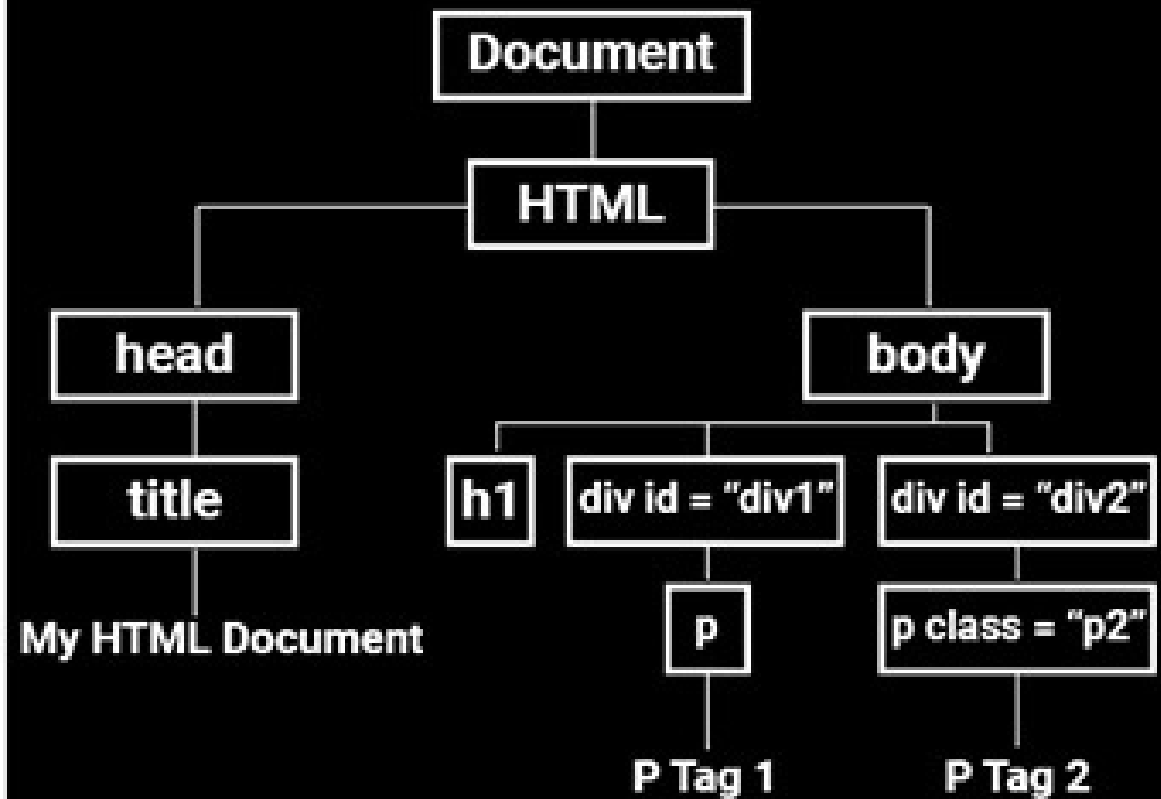 Document
HTML
head
body
title
h1
div id = “div1”
div id = “div2”
My HTML Document
p
p class = “p2”
P Tag 1
P Tag 2